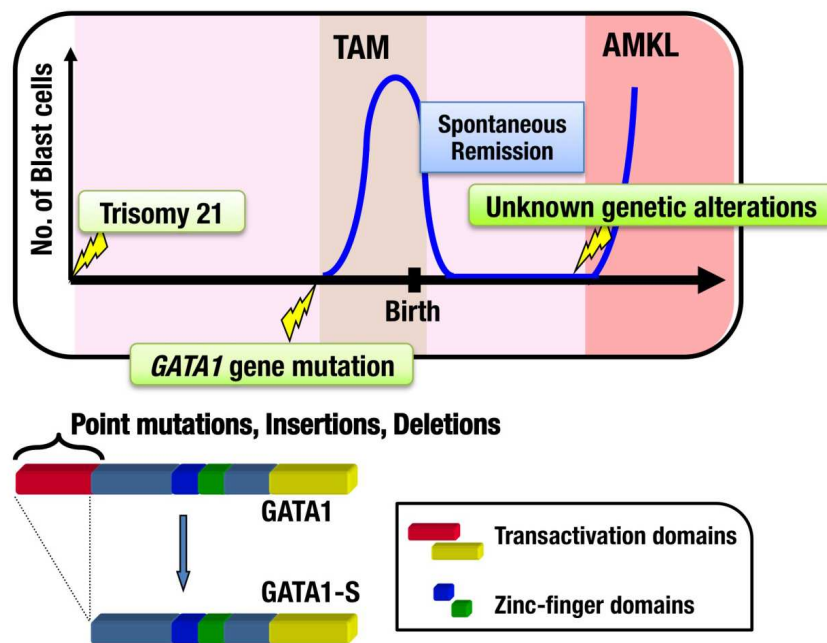 TAM
AMKL
No. of Blast cells
Spontaneous
Remission
Trisomy 21
Unknown genetic alterations
Birth
GATA1 gene mutation
Point mutations, Insertions, Deletions
GATA1
Transactivation domains
GATA1-S
Zinc-finger domains